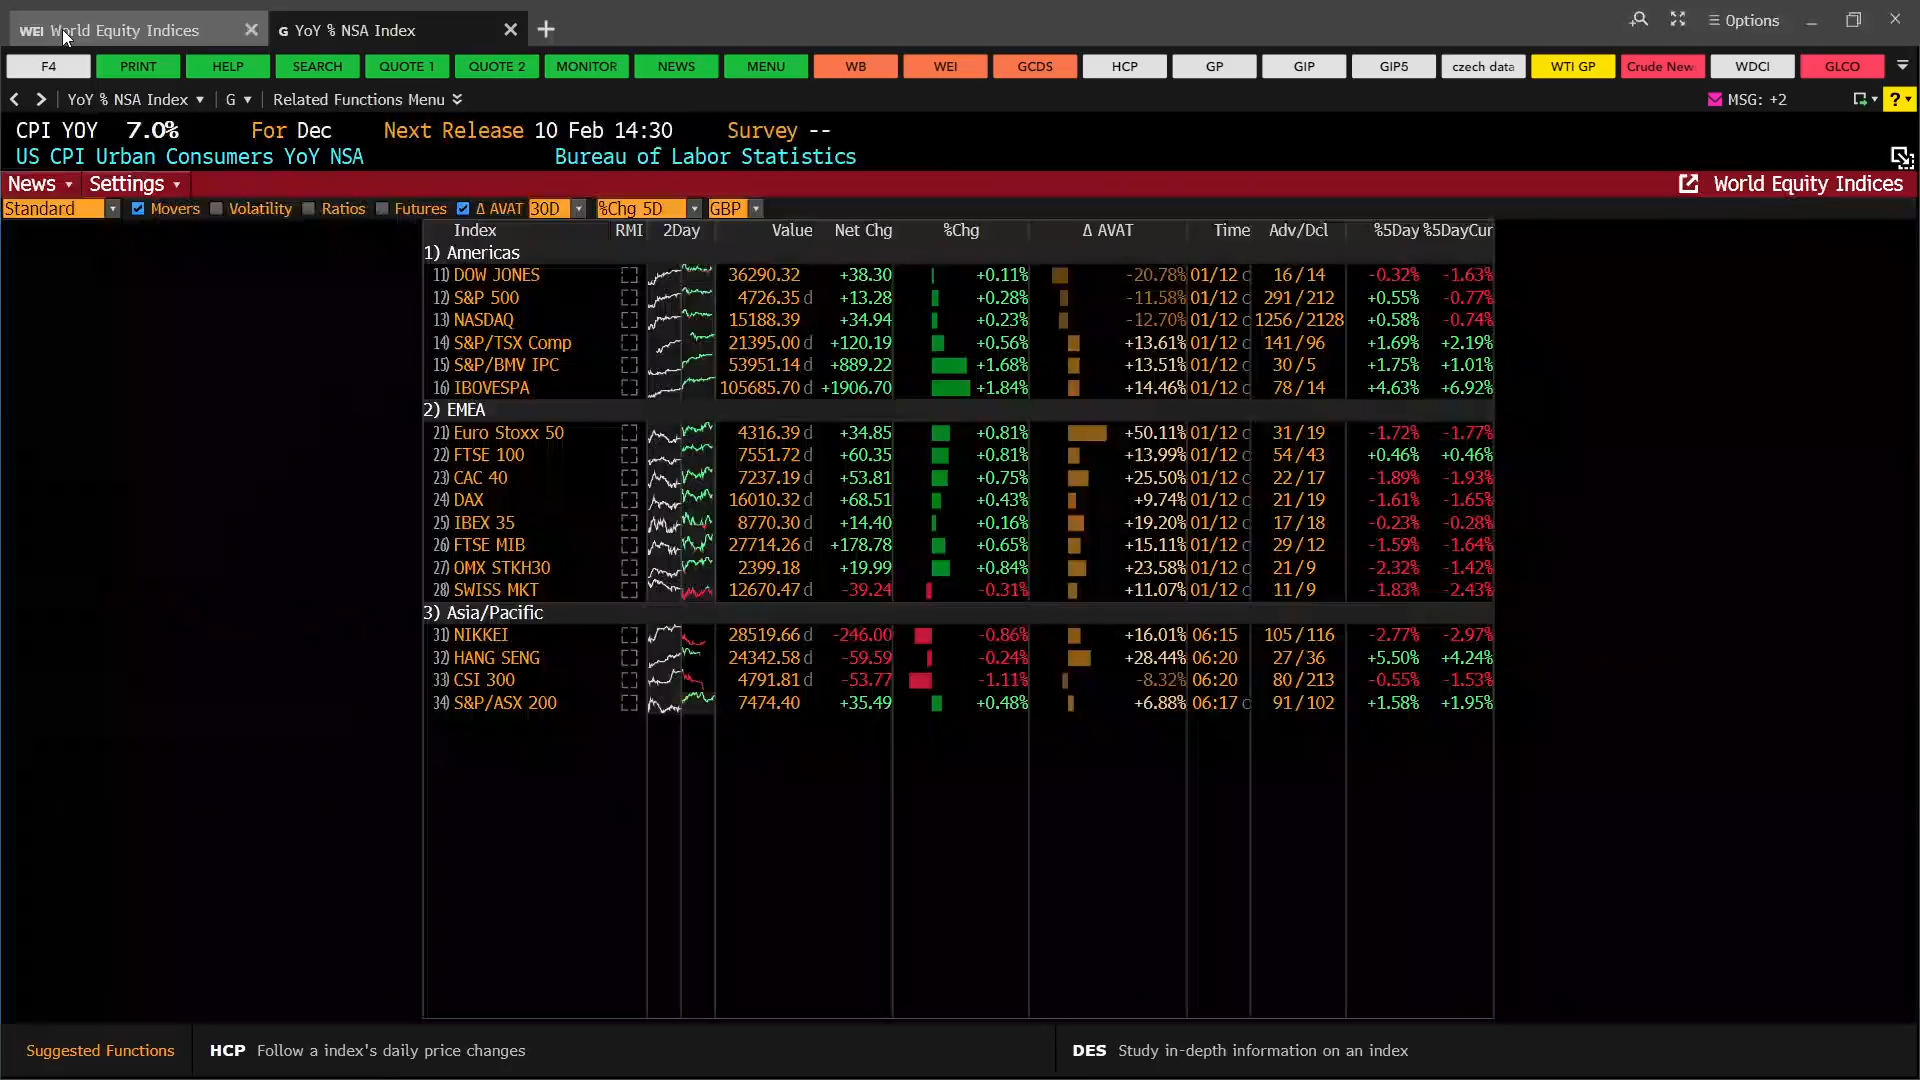 WEI World Equity Indices G YoY % NSA Index
Options
F4 PRINT HELP SEARCH QUOTE 1 QUOTE 2 MONITOR NEWS MENU WB WEI GCDS HCP GP GIP GIP5 czech data WTI GP Crude New WDCI GLCO
YoY % NSA Index G Related Functions Menu MSG: +2 ?
CPI YOY 7.0% For Dec Next Release 10 Feb 14:30 Survey --
US CPI Urban Consumers YoY NSA Bureau of Labor Statistics
News Settings World Equity Indices
Standard Movers Volatility Ratios Futures Δ AVAT 30D %Chg 5D GBP
Index RMI 2Day Value Net Chg %Chg Δ AVAT Time Adv/Dcl %5Day %5DayCur
1) Americas
11) DOW JONES 36290.32 +38.30 +0.11% -20.78% 01/12 c 16/14 -0.32% -1.63%
12) S&P 500 4726.35 d +13.28 +0.28% -11.58% 01/12 c 291/212 +0.55% -0.77%
13) NASDAQ 15188.39 +34.94 +0.23% -12.70% 01/12 c 1256/2128 +0.58% -0.74%
14) S&P/TSX Comp 21395.00 d +120.19 +0.56% +13.61% 01/12 c 141/96 +1.69% +2.19%
15) S&P/BMV IPC 53951.14 d +889.22 +1.68% +13.51% 01/12 c 30/5 +1.75% +1.01%
16) IBOVESPA 105685.70 d +1906.70 +1.84% +14.46% 01/12 c 78/14 +4.63% +6.92%
2) EMEA
21) Euro Stoxx 50 4316.39 d +34.85 +0.81% +50.11% 01/12 c 31/19 -1.72% -1.77%
22) FTSE 100 7551.72 d +60.35 +0.81% +13.99% 01/12 c 54/43 +0.46% +0.46%
23) CAC 40 7237.19 d +53.81 +0.75% +25.50% 01/12 c 22/17 -1.89% -1.93%
24) DAX 16010.32 d +68.51 +0.43% +9.74% 01/12 c 21/19 -1.61% -1.65%
25) IBEX 35 8770.30 d +14.40 +0.16% +19.20% 01/12 c 17/18 -0.23% -0.28%
26) FTSE MIB 27714.26 d +178.78 +0.65% +15.11% 01/12 c 29/12 -1.59% -1.64%
27) OMX STKH30 2399.18 +19.99 +0.84% +23.58% 01/12 c 21/9 -2.32% -1.42%
28) SWISS MKT 12670.47 d -39.24 -0.31% +11.07% 01/12 c 11/9 -1.83% -2.43%
3) Asia/Pacific
31) NIKKEI 28519.66 d -246.00 -0.86% +16.01% 06:15 105/116 -2.77% -2.97%
32) HANG SENG 24342.58 d -59.59 -0.24% +28.44% 06:20 27/36 +5.50% +4.24%
33) CSI 300 4791.81 d -53.77 -1.11% -8.32% 06:20 80/213 -0.55% -1.53%
34) S&P/ASX 200 7474.40 +35.49 +0.48% +6.88% 06:17 c 91/102 +1.58% +1.95%
Suggested Functions HCP Follow a index's daily price changes DES Study in-depth information on an index